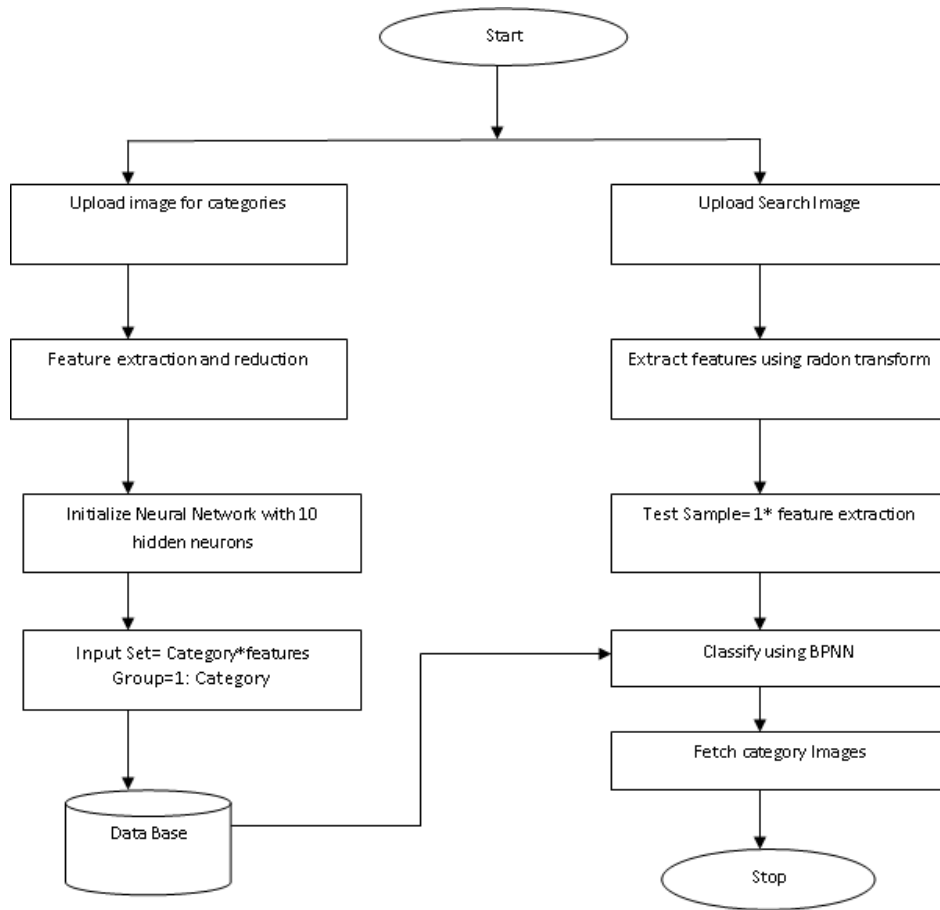 Start
Upload image for categories
Upload Search Image
Feature extraction and reduction
Extract features using radon transform
Initialize Neural Network with 10
hidden neurons
Test Sample= 1* feature extraction
Input Set= Category*features
Group=1: Category
Classify using BPNN
Fetch category Images
Data Base
Stop